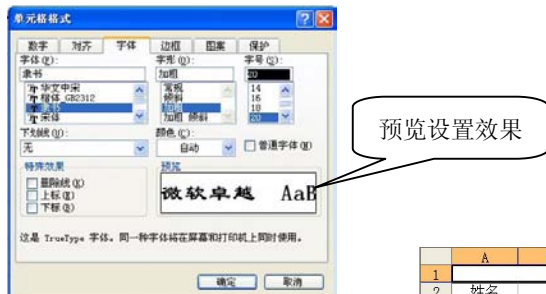 单元格格式
数字 对齐 字体 边框 图案 保护
字体(F): 字形(O): 字号(S):
隶书 加粗 20
华文中宋 常规 14
楷体_GB2312 倾斜 16
隶书 加粗 18
宋体 加粗 倾斜 20
下划线(U): 颜色(C):
无 自动 普通字体(N)
特殊效果 预览
删除线(K)
上标(E)
下标(B)
微软卓越 AaB
这是 TrueType 字体。同一种字体将在屏幕和打印机上同时使用。
确定 取消
预览设置效果
A
1
2 姓名